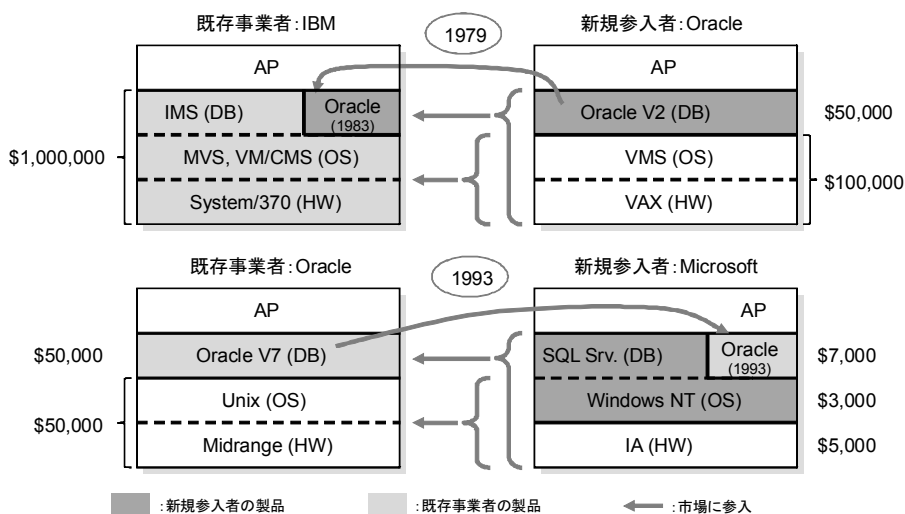 既存事業者：IBM
1979
新規参入者：Oracle
AP
AP
IMS (DB)
Oracle
(1983)
Oracle V2 (DB)
$50,000
$1,000,000
MVS, VM/CMS (OS)
VMS (OS)
$100,000
System/370 (HW)
VAX (HW)
既存事業者：Oracle
1993
新規参入者：Microsoft
AP
AP
$50,000
Oracle V7 (DB)
SQL Srv. (DB)
Oracle
(1993)
$7,000
Unix (OS)
Windows NT (OS)
$3,000
$50,000
Midrange (HW)
IA (HW)
$5,000
：新規参入者の製品
：既存事業者の製品
：市場に参入